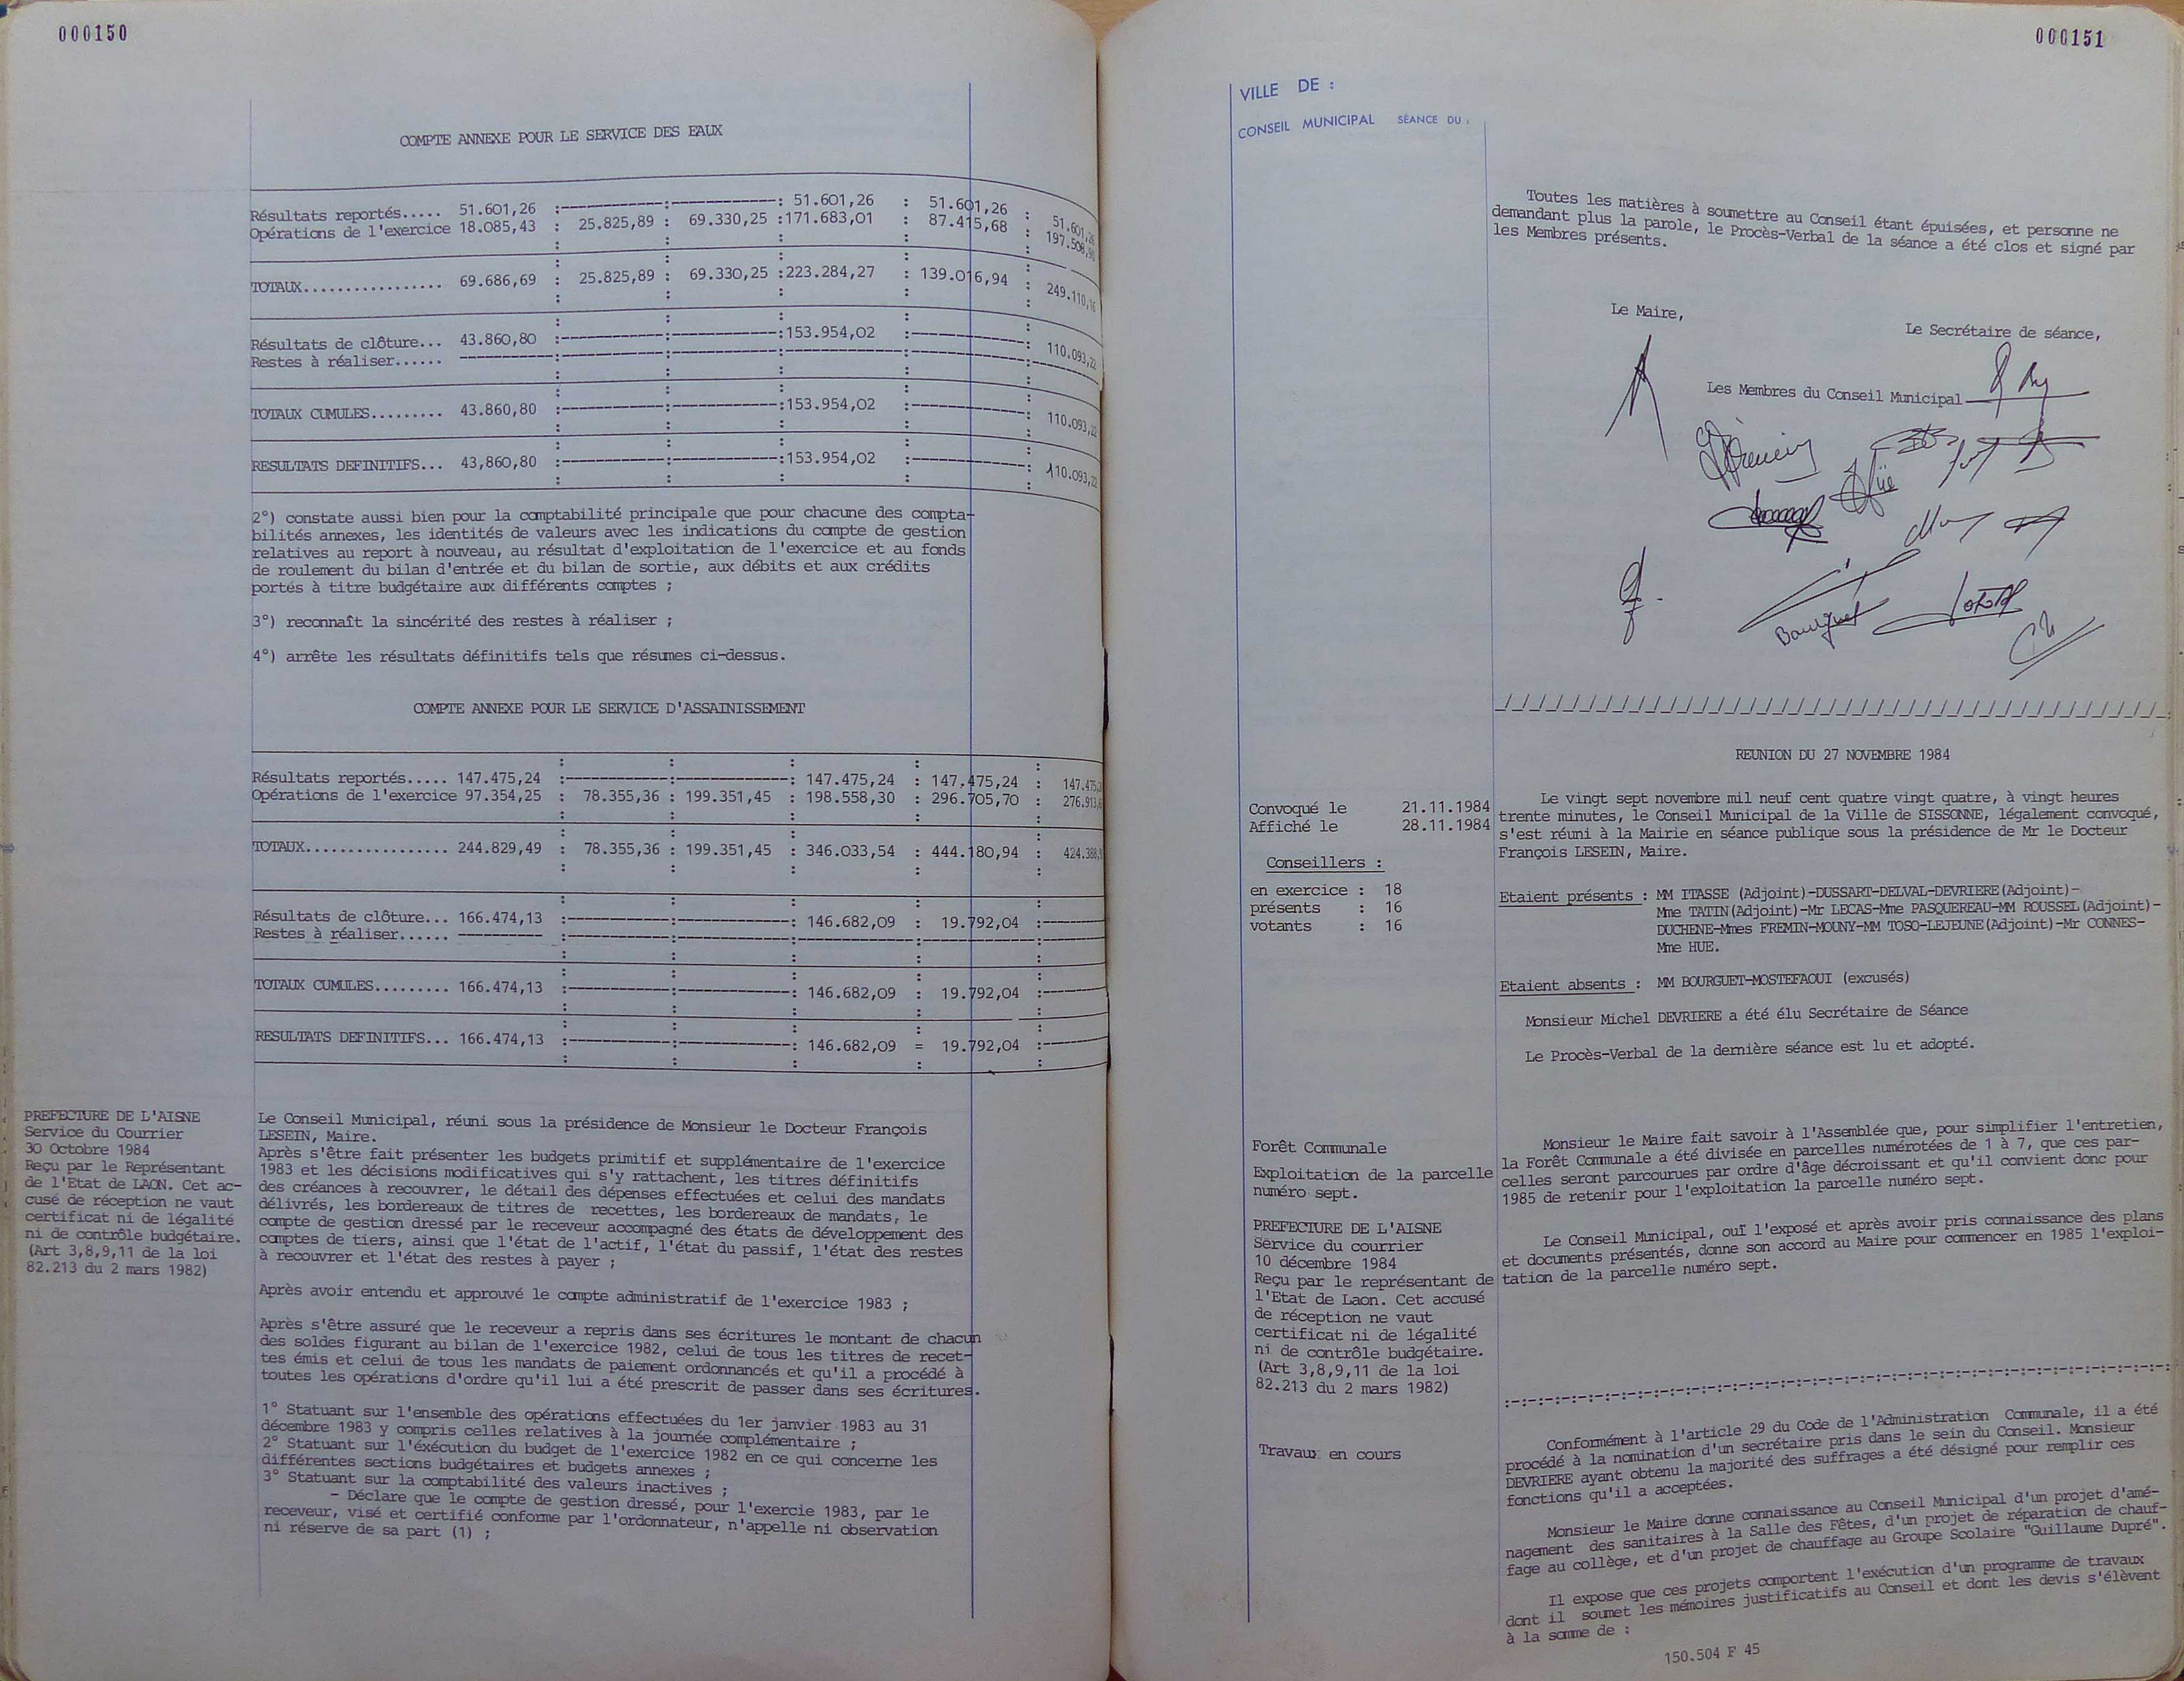 000150
COMPTE ANNEXE POUR LE SERVICE DES EAUX
Résultats reportés..... 51.601,26 :-----------:-----------: 51.601,26 : 51.601,26 : 51.601,26
Opérations de l'exercice 18.085,43 : 25.825,89 : 69.330,25 :171.683,01 : 87.415,68 : 197.508,90
TOTAUX................. 69.686,69 : 25.825,89 : 69.330,25 :223.284,27 : 139.016,94 : 249.110,16
Résultats de clôture... 43.860,80 :-----------:-----------:153.954,02 :-----------: 110.093,22
Restes à réaliser...... -----------:-----------:-----------:-----------:-----------:-----------
TOTAUX CUMULES......... 43.860,80 :-----------:-----------:153.954,02 :-----------: 110.093,22
RESULTATS DEFINITIFS... 43,860,80 :-----------:-----------:153.954,02 :-----------: 110.093,22
2°) constate aussi bien pour la comptabilité principale que pour chacune des compta-
bilités annexes, les identités de valeurs avec les indications du compte de gestion
relatives au report à nouveau, au résultat d'exploitation de l'exercice et au fonds
de roulement du bilan d'entrée et du bilan de sortie, aux débits et aux crédits
portés à titre budgétaire aux différents comptes ;
3°) reconnaît la sincérité des restes à réaliser ;
4°) arrête les résultats définitifs tels que résumes ci-dessus.
COMPTE ANNEXE POUR LE SERVICE D'ASSAINISSEMENT
Résultats reportés..... 147.475,24 :-----------:-----------: 147.475,24 : 147.475,24 : 147.475,
Opérations de l'exercice 97.354,25 : 78.355,36 : 199.351,45 : 198.558,30 : 296.705,70 : 276.913,
TOTAUX................. 244.829,49 : 78.355,36 : 199.351,45 : 346.033,54 : 444.180,94 : 424.388,
Résultats de clôture... 166.474,13 :-----------:-----------: 146.682,09 : 19.792,04 :-------
Restes à réaliser...... ---------- :-----------:-----------:-----------:-----------:-------
TOTAUX CUMULES......... 166.474,13 :-----------:-----------: 146.682,09 : 19.792,04 :-------
RESULTATS DEFINITIFS... 166.474,13 :-----------:-----------: 146.682,09 = 19.792,04 :-------
PREFECTURE DE L'AISNE
Service du Courrier
30 Octobre 1984
Reçu par le Représentant
de l'Etat de LAON. Cet ac-
cusé de réception ne vaut
certificat ni de légalité
ni de contrôle budgétaire.
(Art 3,8,9,11 de la loi
82.213 du 2 mars 1982)
Le Conseil Municipal, réuni sous la présidence de Monsieur le Docteur François
LESEIN, Maire.
Après s'être fait présenter les budgets primitif et supplémentaire de l'exercice
1983 et les décisions modificatives qui s'y rattachent, les titres définitifs
des créances à recouvrer, le détail des dépenses effectuées et celui des mandats
délivrés, les bordereaux de titres de recettes, les bordereaux de mandats, le
compte de gestion dressé par le receveur accompagné des états de développement des
comptes de tiers, ainsi que l'état de l'actif, l'état du passif, l'état des restes
à recouvrer et l'état des restes à payer ;
Après avoir entendu et approuvé le compte administratif de l'exercice 1983 ;
Après s'être assuré que le receveur a repris dans ses écritures le montant de chacun
des soldes figurant au bilan de l'exercice 1982, celui de tous les titres de recet-
tes émis et celui de tous les mandats de paiement ordonnancés et qu'il a procédé à
toutes les opérations d'ordre qu'il lui a été prescrit de passer dans ses écritures.
1° Statuant sur l'ensemble des opérations effectuées du 1er janvier 1983 au 31
décembre 1983 y compris celles relatives à la journée complémentaire ;
2° Statuant sur l'éxécution du budget de l'exercice 1982 en ce qui concerne les
différentes sections budgétaires et budgets annexes ;
3° Statuant sur la comptabilité des valeurs inactives ;
- Déclare que le compte de gestion dressé, pour l'exercie 1983, par le
receveur, visé et certifié conforme par l'ordonnateur, n'appelle ni observation
ni réserve de sa part (1) ;
000151
VILLE DE :
CONSEIL MUNICIPAL SÉANCE DU :
Toutes les matières à soumettre au Conseil étant épuisées, et personne ne
demandant plus la parole, le Procès-Verbal de la séance a été clos et signé par
les Membres présents.
Le Maire,
Le Secrétaire de séance,
Les Membres du Conseil Municipal
Bourguet
REUNION DU 27 NOVEMBRE 1984
Convoqué le 21.11.1984
Affiché le 28.11.1984
Conseillers :
en exercice : 18
présents : 16
votants : 16
Le vingt sept novembre mil neuf cent quatre vingt quatre, à vingt heures
trente minutes, le Conseil Municipal de la Ville de SISSONNE, légalement convoqué,
s'est réuni à la Mairie en séance publique sous la présidence de Mr le Docteur
François LESEIN, Maire.
Etaient présents : MM ITASSE (Adjoint)-DUSSART-DELVAL-DEVRIERE(Adjoint)-
Mme TATIN(Adjoint)-Mr LECAS-Mme PASQUEREAU-MM ROUSSEL(Adjoint)-
DUCHENE-Mmes FREMIN-MOUNY-MM TOSO-LEJEUNE(Adjoint)-Mr CONNES-
Mme HUE.
Etaient absents : MM BOURGUET-MOSTEFAOUI (excusés)
Monsieur Michel DEVRIERE a été élu Secrétaire de Séance
Le Procès-Verbal de la dernière séance est lu et adopté.
Forêt Communale
Exploitation de la parcelle
numéro sept.
PREFECTURE DE L'AISNE
Service du courrier
10 décembre 1984
Reçu par le représentant de
l'Etat de Laon. Cet accusé
de réception ne vaut
certificat ni de légalité
ni de contrôle budgétaire.
(Art 3,8,9,11 de la loi
82.213 du 2 mars 1982)
Monsieur le Maire fait savoir à l'Assemblée que, pour simplifier l'entretien,
la Forêt Communale a été divisée en parcelles numérotées de 1 à 7, que ces par-
celles seront parcourues par ordre d'âge décroissant et qu'il convient donc pour
1985 de retenir pour l'exploitation la parcelle numéro sept.
Le Conseil Municipal, ouï l'exposé et après avoir pris connaissance des plans
et documents présentés, donne son accord au Maire pour commencer en 1985 l'exploi-
tation de la parcelle numéro sept.
Travaux en cours
Conformément à l'article 29 du Code de l'Administration Communale, il a été
procédé à la nomination d'un secrétaire pris dans le sein du Conseil. Monsieur
DEVRIERE ayant obtenu la majorité des suffrages a été désigné pour remplir ces
fonctions qu'il a acceptées.
Monsieur le Maire donne connaissance au Conseil Municipal d'un projet d'amé-
nagement des sanitaires à la Salle des Fêtes, d'un projet de réparation de chauf-
fage au collège, et d'un projet de chauffage au Groupe Scolaire "Guillaume Dupré".
Il expose que ces projets comportent l'exécution d'un programme de travaux
dont il soumet les mémoires justificatifs au Conseil et dont les devis s'élèvent
à la somme de :
150.504 F 45